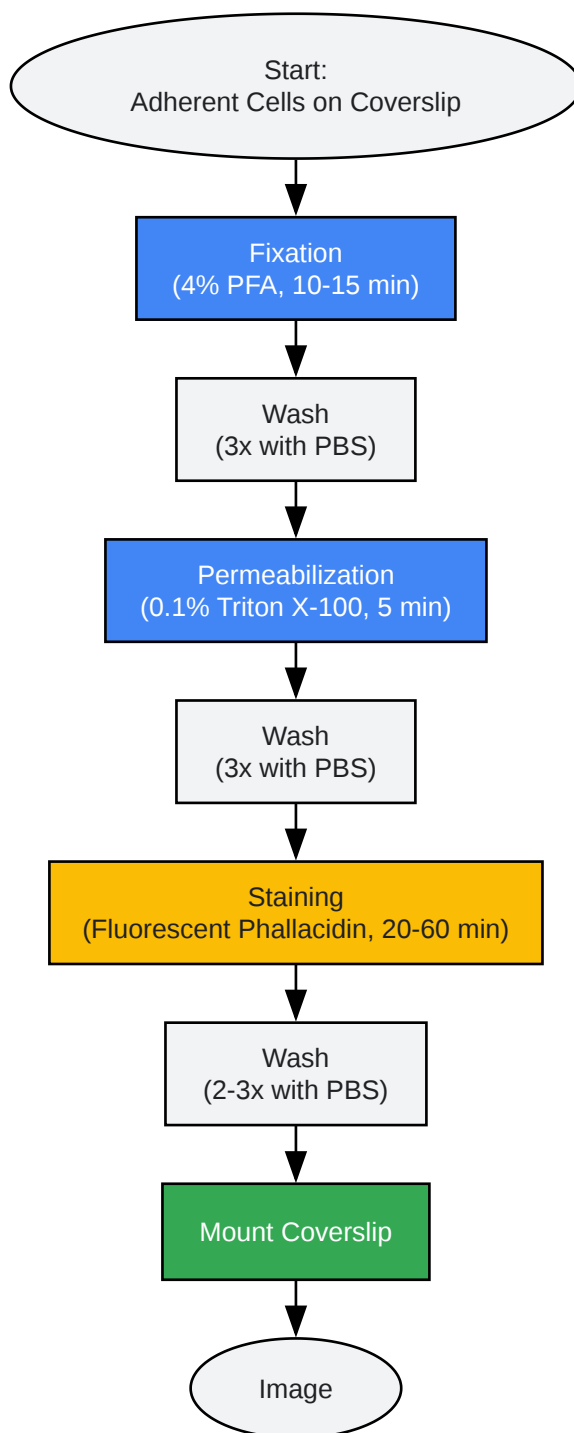 Start:
Adherent Cells on Coverslip
Fixation
(4% PFA, 10-15 min)
Wash
(3x with PBS)
Permeabilization
(0.1% Triton X-100, 5 min)
Wash
(3x with PBS)
Staining
(Fluorescent Phallacidin, 20-60 min)
Wash
(2-3x with PBS)
Mount Coverslip
Image